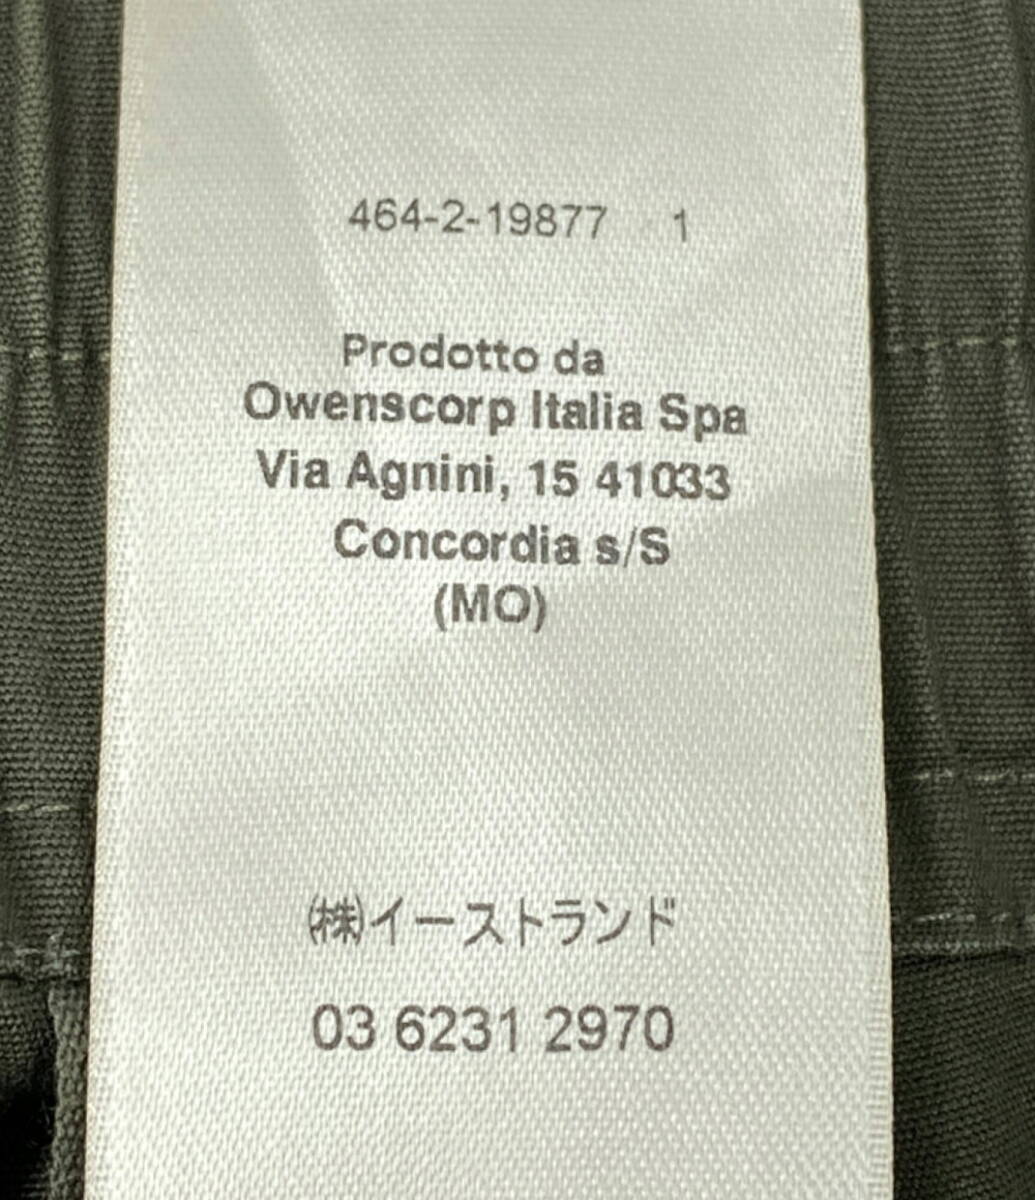 464-2-19877 1
Prodotto da
Owenscorp Italia Spa
Via Agnini, 15 41033
Concordia s/S
(MO)
㈱イーストランド
03 6231 2970